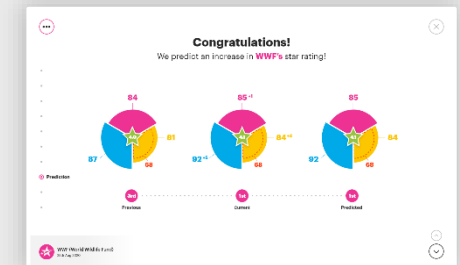 Congratulations!
We predict an increase in WWF's star rating!
84
81
87
68
85
84
92
68
85
84
92
68
Prediction
3rd
1st
1st
Previous
Current
Predicted
WWF (World Wildlife Fund)